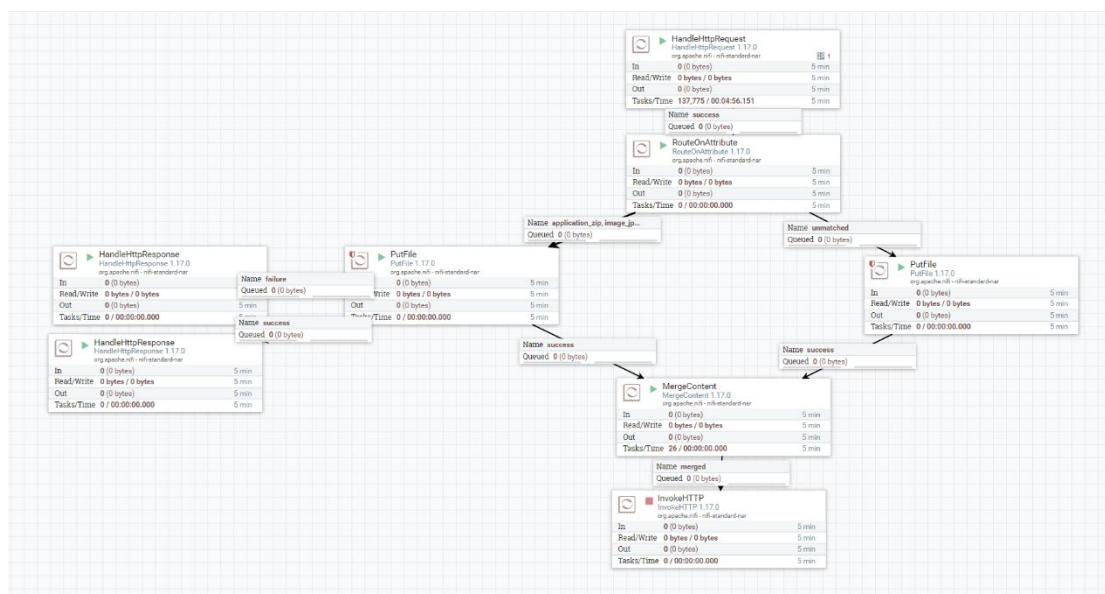 HandleHttpRequest
HandleHttpRequest 1.17.0
org.apache.nifi - nifi-standard-nar
1
In 0 (0 bytes) 5 min
Read/Write 0 bytes / 0 bytes 5 min
Out 0 (0 bytes) 5 min
Tasks/Time 137,775 / 00:04:56.151 5 min
Name success
Queued 0 (0 bytes)
RouteOnAttribute
RouteOnAttribute 1.17.0
org.apache.nifi - nifi-standard-nar
In 0 (0 bytes) 5 min
Read/Write 0 bytes / 0 bytes 5 min
Out 0 (0 bytes) 5 min
Tasks/Time 0 / 00:00:00.000 5 min
Name application_zip, image_jp...
Queued 0 (0 bytes)
Name unmatched
Queued 0 (0 bytes)
HandleHttpResponse
HandleHttpResponse 1.17.0
org.apache.nifi - nifi-standard-nar
In 0 (0 bytes)
Read/Write 0 bytes / 0 bytes
Out 0 (0 bytes) 5 min
Tasks/Time 0 / 00:00:00.000
Name failure
Queued 0 (0 bytes)
PutFile
PutFile 1.17.0
org.apache.nifi - nifi-standard-nar
0 (0 bytes) 5 min
Write 0 bytes / 0 bytes 5 min
Out 0 (0 bytes) 5 min
Tasks/Time 0 / 00:00:00.000 5 min
Name success
Queued 0 (0 bytes)
PutFile
PutFile 1.17.0
org.apache.nifi - nifi-standard-nar
In 0 (0 bytes) 5 min
Read/Write 0 bytes / 0 bytes 5 min
Out 0 (0 bytes) 5 min
Tasks/Time 0 / 00:00:00.000 5 min
HandleHttpResponse
HandleHttpResponse 1.17.0
org.apache.nifi - nifi-standard-nar
In 0 (0 bytes) 5 min
Read/Write 0 bytes / 0 bytes 5 min
Out 0 (0 bytes) 5 min
Tasks/Time 0 / 00:00:00.000 5 min
Name success
Queued 0 (0 bytes)
Name success
Queued 0 (0 bytes)
MergeContent
MergeContent 1.17.0
org.apache.nifi - nifi-standard-nar
In 0 (0 bytes) 5 min
Read/Write 0 bytes / 0 bytes 5 min
Out 0 (0 bytes) 5 min
Tasks/Time 26 / 00:00:00.000 5 min
Name merged
Queued 0 (0 bytes)
InvokeHTTP
InvokeHTTP 1.17.0
org.apache.nifi - nifi-standard-nar
In 0 (0 bytes) 5 min
Read/Write 0 bytes / 0 bytes 5 min
Out 0 (0 bytes) 5 min
Tasks/Time 0 / 00:00:00.000 5 min